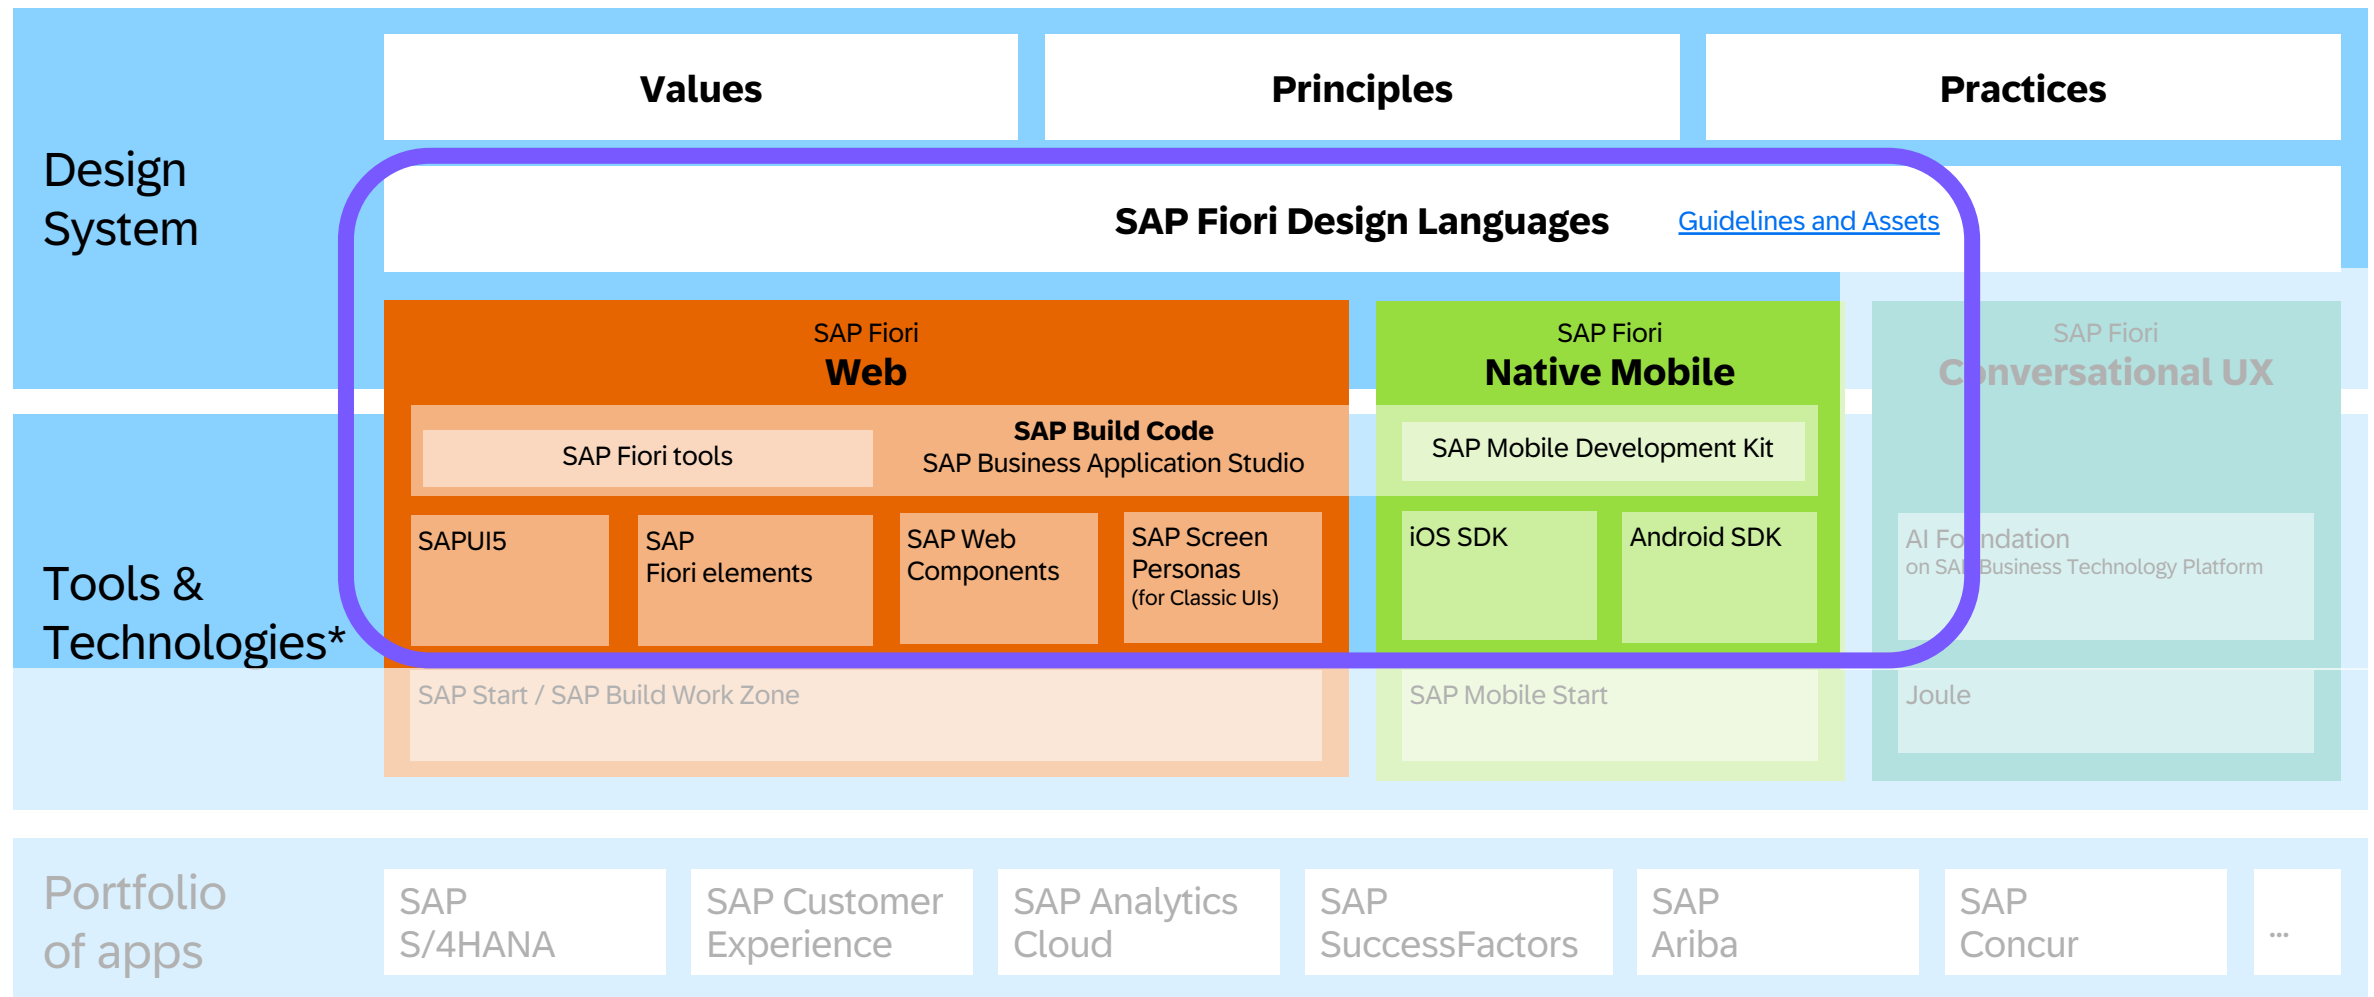 Values
Principles
Practices
Design
System
SAP Fiori Design Languages
Guidelines and Assets
SAP Fiori
Web
SAP Fiori
Native Mobile
SAP Fiori
Conversational UX
SAP Fiori tools
SAP Build Code
SAP Business Application Studio
SAP Mobile Development Kit
Tools &
Technologies*
SAPUI5
SAP
Fiori elements
SAP Web
Components
SAP Screen
Personas
(for Classic UIs)
iOS SDK
Android SDK
AI Foundation
on SAP Business Technology Platform
SAP Start / SAP Build Work Zone
SAP Mobile Start
Joule
Portfolio
of apps
SAP
S/4HANA
SAP Customer
Experience
SAP Analytics
Cloud
SAP
SuccessFactors
SAP
Ariba
SAP
Concur
...